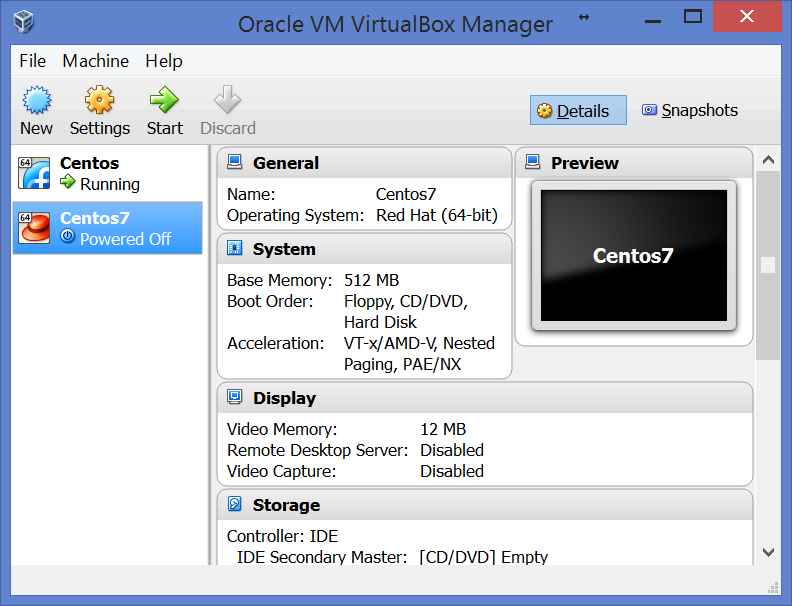 Oracle VM VirtualBox Manager
File Machine Help
New Settings Start Discard
Details Snapshots
64 Centos
Running
64 Centos7
Powered Off
General
Name: Centos7
Operating System: Red Hat (64-bit)
System
Base Memory: 512 MB
Boot Order: Floppy, CD/DVD,
Hard Disk
Acceleration: VT-x/AMD-V, Nested
Paging, PAE/NX
Preview
Centos7
Display
Video Memory: 12 MB
Remote Desktop Server: Disabled
Video Capture: Disabled
Storage
Controller: IDE
IDE Secondary Master: [CD/DVD] Empty